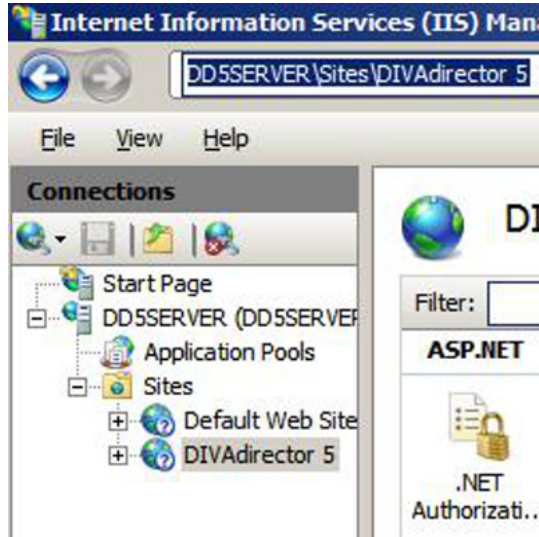 Internet Information Services (IIS) Mana
DD5SERVER\Sites\DIVAdirector 5
File View Help
Connections
DI
Start Page
DD5SERVER (DD5SERVER
Application Pools
Sites
Default Web Site
DIVAdirector 5
Filter:
ASP.NET
.NET
Authorizati...